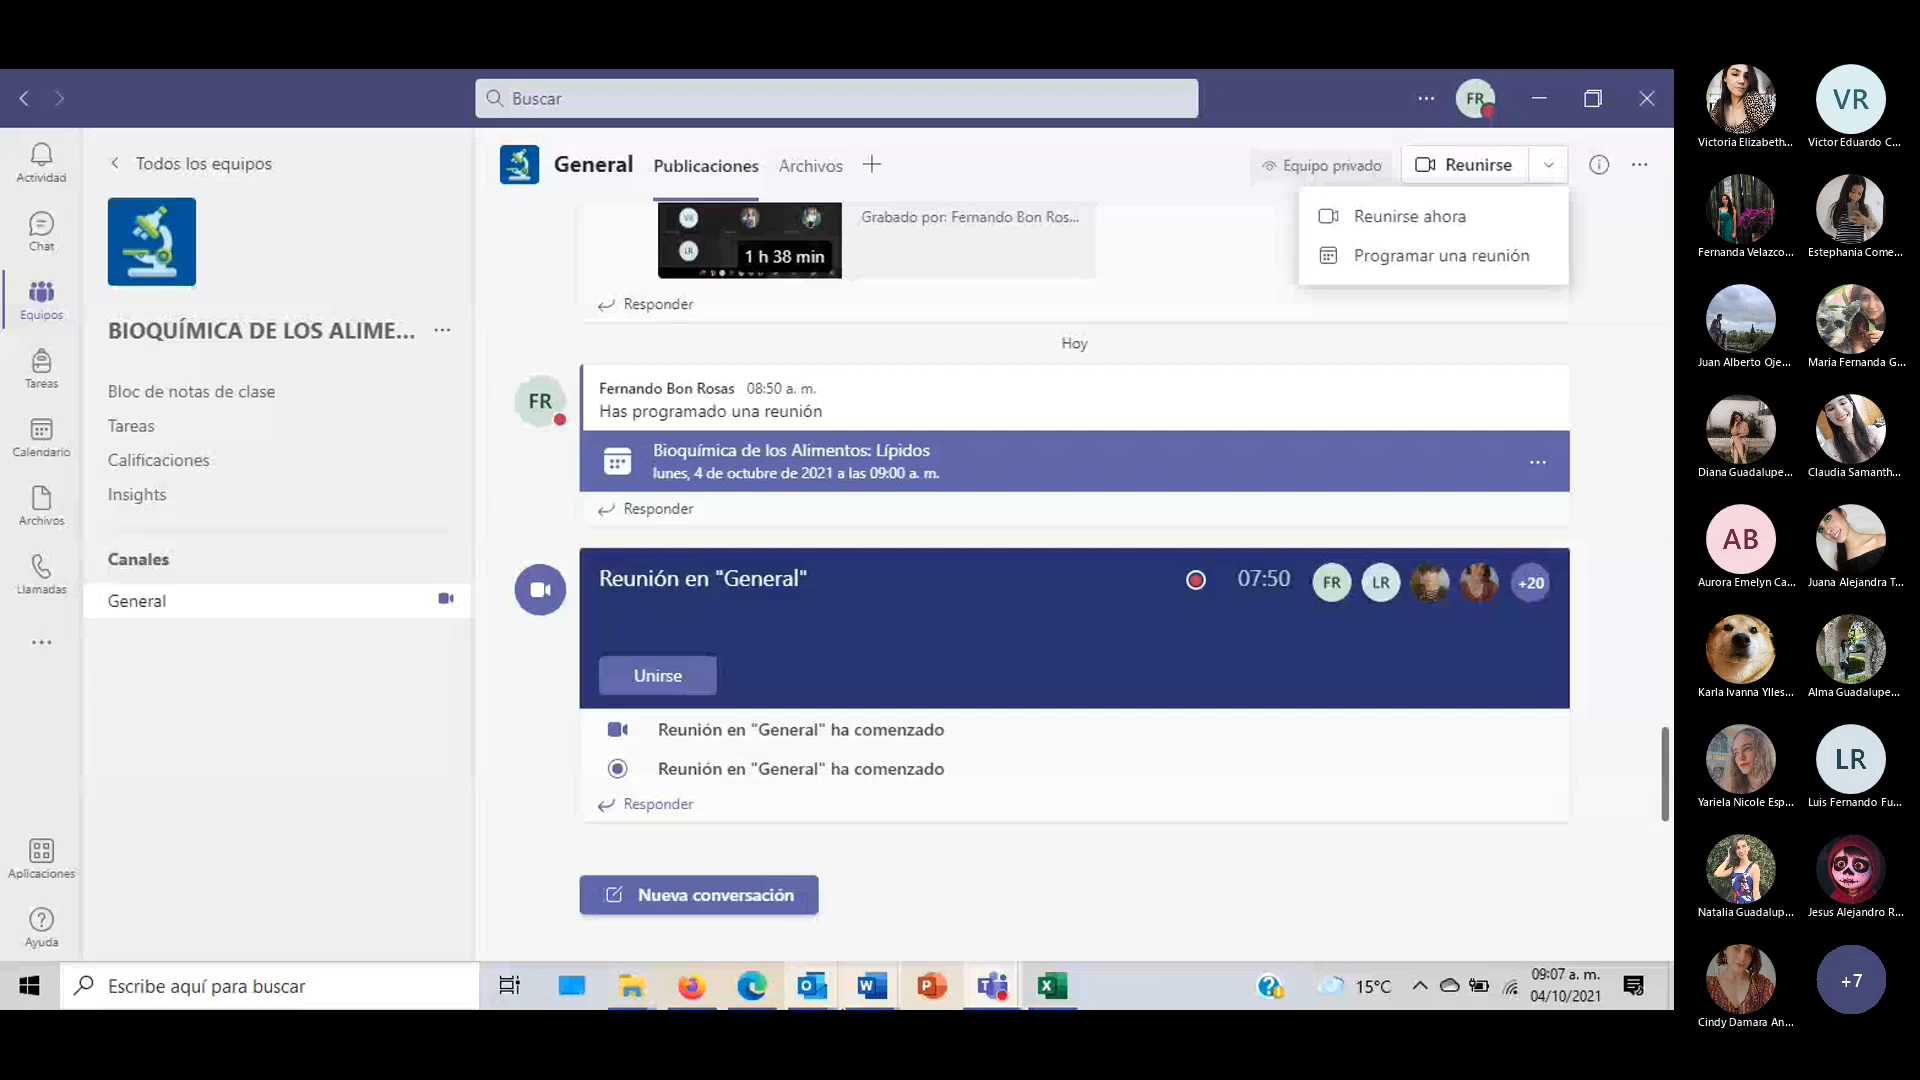 Buscar
FR
Actividad
Chat
Equipos
Tareas
Calendario
Archivos
Llamadas
Aplicaciones
Ayuda
Todos los equipos
BIOQUÍMICA DE LOS ALIME...
Bloc de notas de clase
Tareas
Calificaciones
Insights
Canales
General
General
Publicaciones
Archivos
Equipo privado
Reunirse
Reunirse ahora
Programar una reunión
VR
LR
1 h 38 min
Grabado por: Fernando Bon Ros...
Responder
Hoy
FR
Fernando Bon Rosas 08:50 a. m.
Has programado una reunión
Bioquímica de los Alimentos: Lípidos
lunes, 4 de octubre de 2021 a las 09:00 a. m.
Responder
Reunión en "General"
07:50
FR
LR
+20
Unirse
Reunión en "General" ha comenzado
Reunión en "General" ha comenzado
Responder
Nueva conversación
Escribe aquí para buscar
15°C
09:07 a. m.
04/10/2021
VR
Victoria Elizabeth...
Victor Eduardo C...
Fernanda Velazco...
Estephania Come...
Juan Alberto Oje...
Maria Fernanda G...
Diana Guadalupe...
Claudia Samanth...
AB
Aurora Emelyn Ca...
Juana Alejandra T...
Karla Ivanna Ylles...
Alma Guadalupe...
LR
Yariela Nicole Esp...
Luis Fernando Fu...
Natalia Guadalup...
Jesus Alejandro R...
Cindy Damara An...
+7